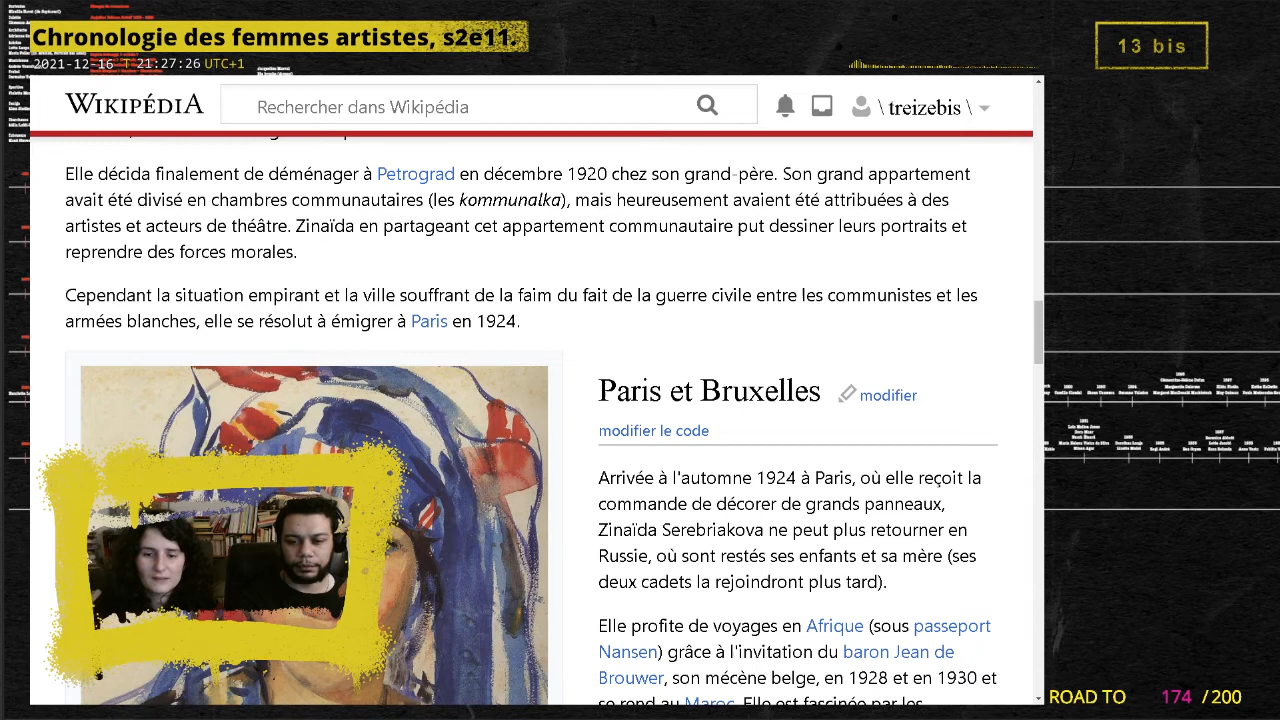 Chronologie des femmes artistes, s2e11.
2021-12-16 T 21:27:26 UTC+1
13 bis
WIKIPÉDIA
Rechercher dans Wikipédia
\ treizebis \
Elle décida finalement de déménager à Petrograd en décembre 1920 chez son grand-père. Son grand appartement
avait été divisé en chambres communautaires (les kommunalka), mais heureusement avaient été attribuées à des
artistes et acteurs de théâtre. Zinaïda en partageant cet appartement communautaire put dessiner leurs portraits et
reprendre des forces morales.
Cependant la situation empirant et la ville souffrant de la faim du fait de la guerre civile entre les communistes et les
armées blanches, elle se résolut à émigrer à Paris en 1924.
Paris et Bruxelles
modifier
modifier le code
Arrivée à l'automne 1924 à Paris, où elle reçoit la
commande de décorer de grands panneaux,
Zinaïda Serebriakova ne peut plus retourner en
Russie, où sont restés ses enfants et sa mère (ses
deux cadets la rejoindront plus tard).
Elle profite de voyages en Afrique (sous passeport
Nansen) grâce à l'invitation du baron Jean de
Brouwer, son mécène belge, en 1928 et en 1930 et
se rend au Maroc. Elle est fascinée par les
ROAD TO 174 / 200